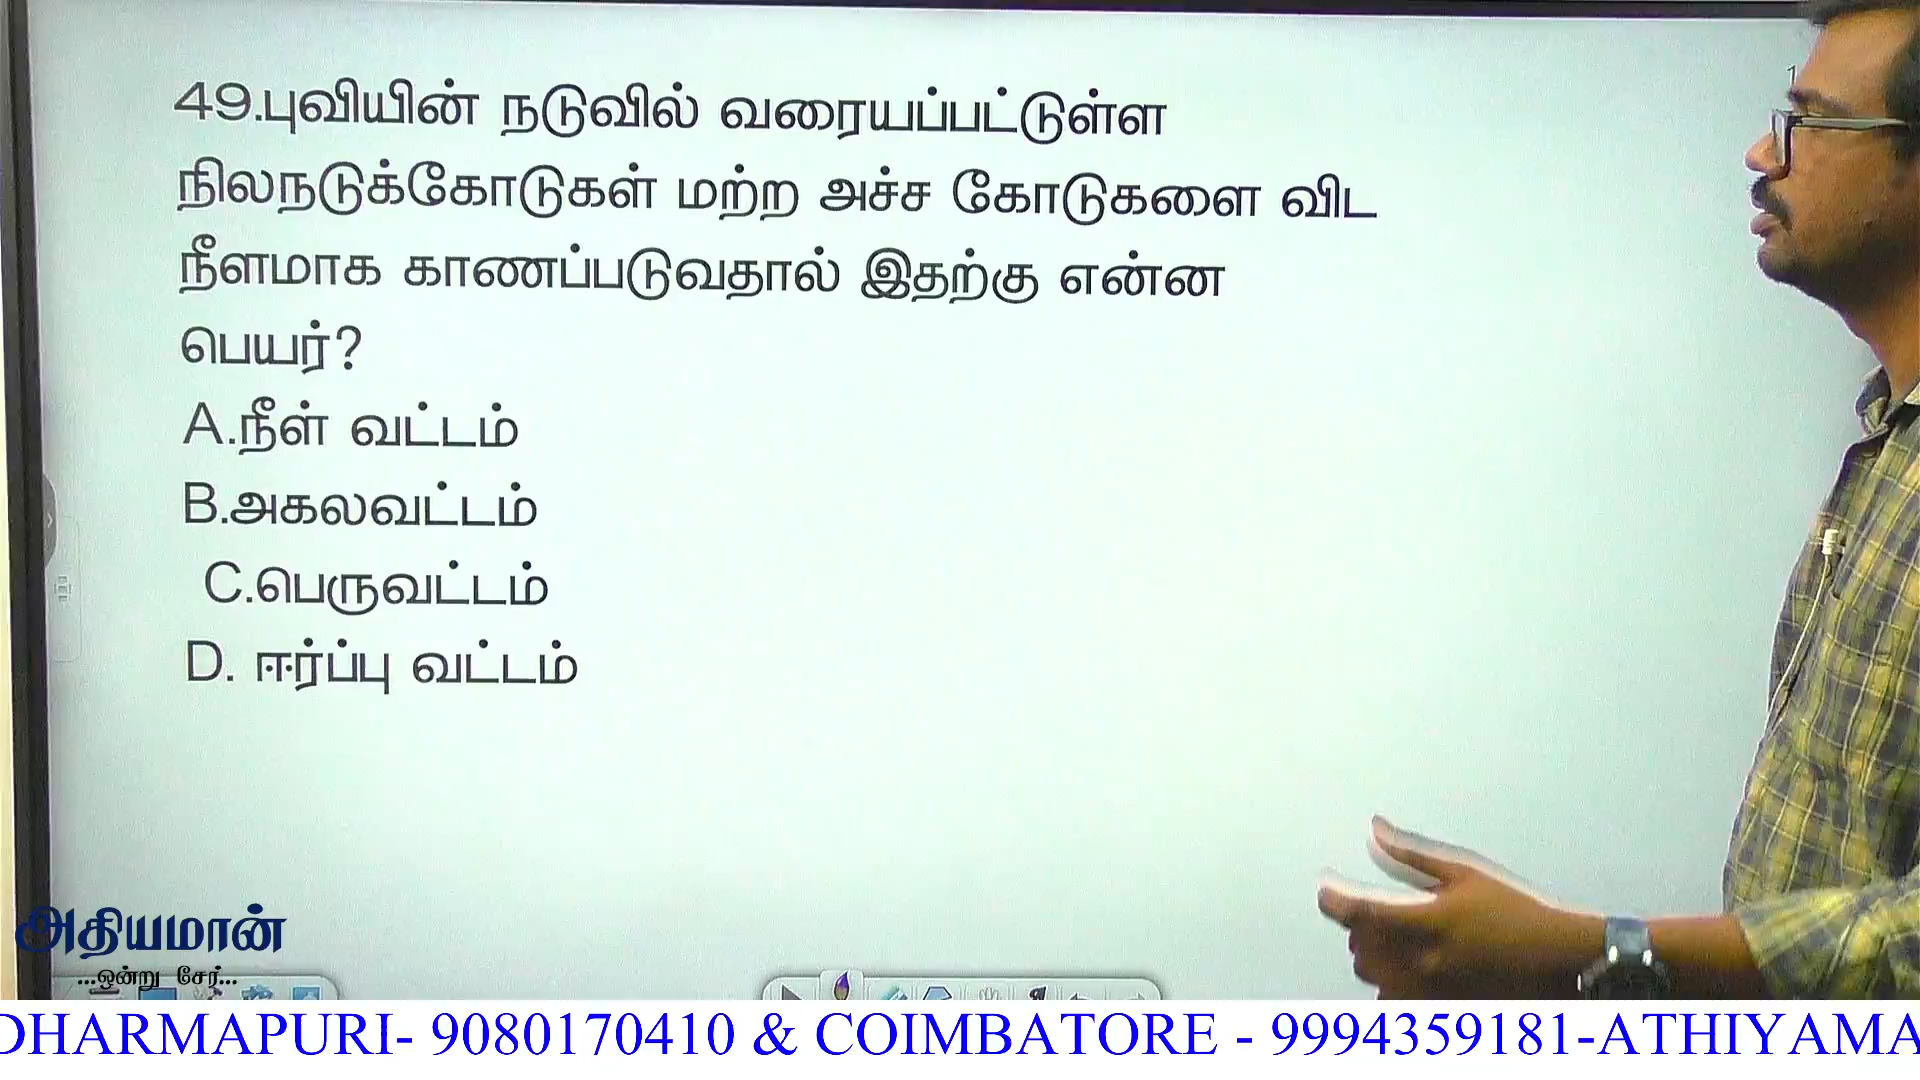 49.புவியின் நடுவில் வரையப்பட்டுள்ள
நிலநடுக்கோடுகள் மற்ற அச்ச கோடுகளை விட
நீளமாக காணப்படுவதால் இதற்கு என்ன
பெயர்?
A.நீள் வட்டம்
B.அகலவட்டம்
C.பெருவட்டம்
D. ஈர்ப்பு வட்டம்
அதியமான்
...ஒன்று சேர்...
DHARMAPURI- 9080170410 & COIMBATORE - 9994359181-ATHIYAMA